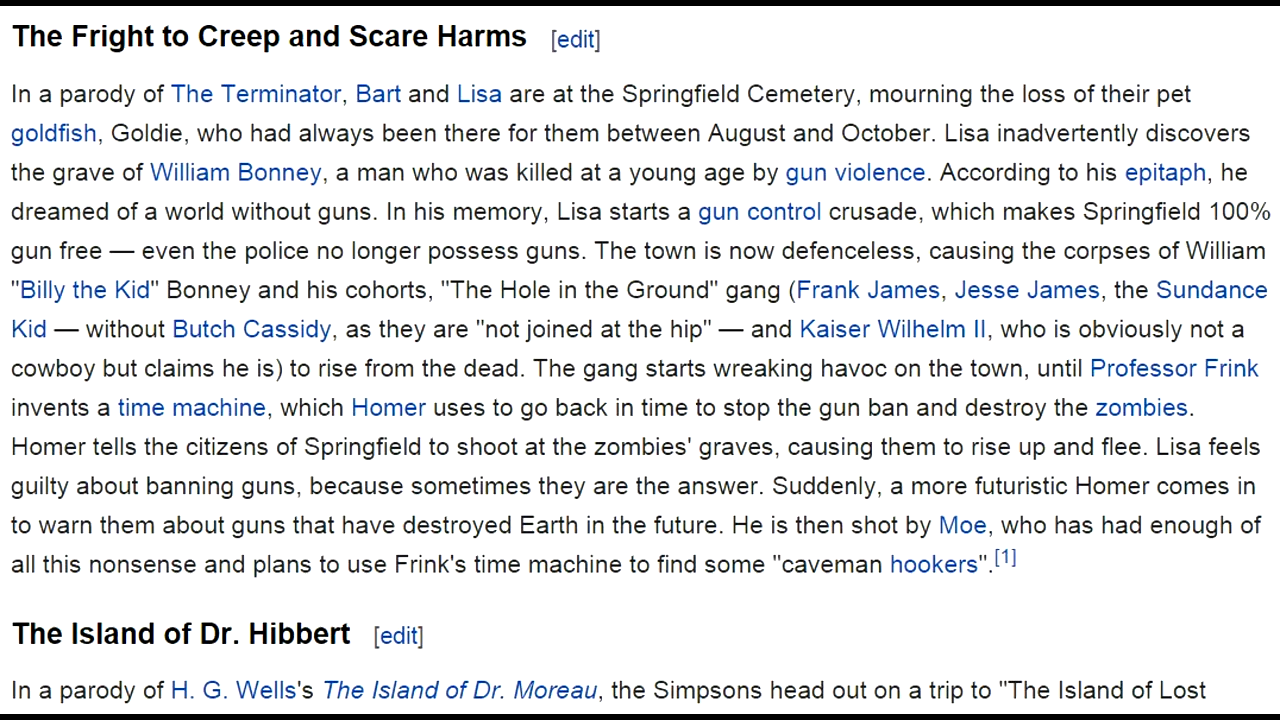 The Fright to Creep and Scare Harms [edit]
In a parody of The Terminator, Bart and Lisa are at the Springfield Cemetery, mourning the loss of their pet
goldfish, Goldie, who had always been there for them between August and October. Lisa inadvertently discovers
the grave of William Bonney, a man who was killed at a young age by gun violence. According to his epitaph, he
dreamed of a world without guns. In his memory, Lisa starts a gun control crusade, which makes Springfield 100%
gun free — even the police no longer possess guns. The town is now defenceless, causing the corpses of William
"Billy the Kid" Bonney and his cohorts, "The Hole in the Ground" gang (Frank James, Jesse James, the Sundance
Kid — without Butch Cassidy, as they are "not joined at the hip" — and Kaiser Wilhelm II, who is obviously not a
cowboy but claims he is) to rise from the dead. The gang starts wreaking havoc on the town, until Professor Frink
invents a time machine, which Homer uses to go back in time to stop the gun ban and destroy the zombies.
Homer tells the citizens of Springfield to shoot at the zombies' graves, causing them to rise up and flee. Lisa feels
guilty about banning guns, because sometimes they are the answer. Suddenly, a more futuristic Homer comes in
to warn them about guns that have destroyed Earth in the future. He is then shot by Moe, who has had enough of
all this nonsense and plans to use Frink's time machine to find some "caveman hookers".[1]
The Island of Dr. Hibbert [edit]
In a parody of H. G. Wells's The Island of Dr. Moreau, the Simpsons head out on a trip to "The Island of Lost